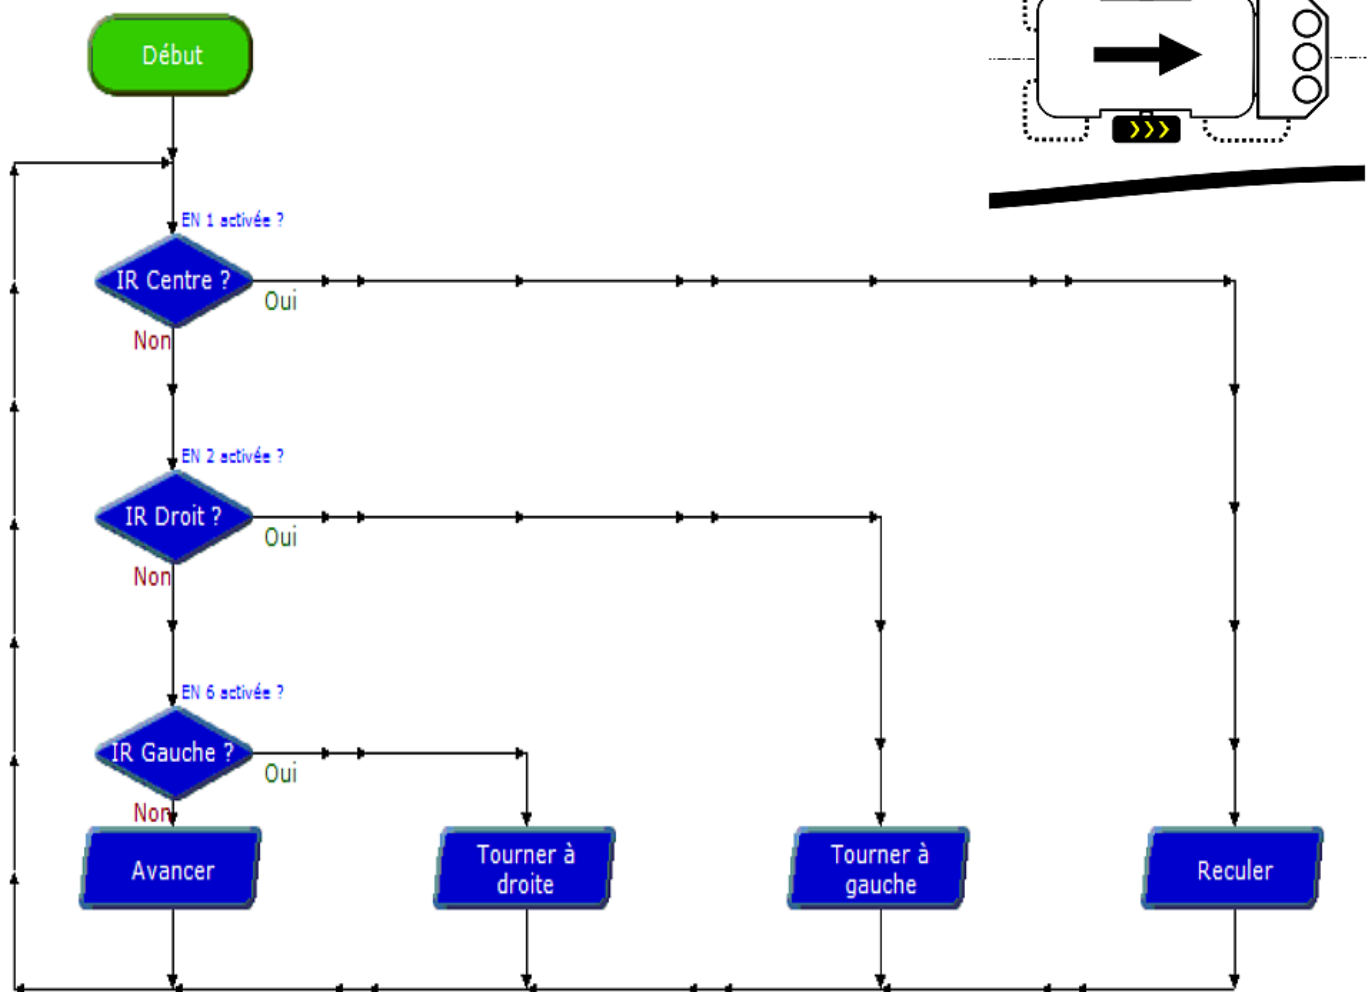 Début
EN 1 activée ?
IR Centre ?
Oui
Non
EN 2 activée ?
IR Droit ?
Oui
Non
EN 6 activée ?
IR Gauche ?
Oui
Non
Avancer
Tourner à
droite
Tourner à
gauche
Reculer